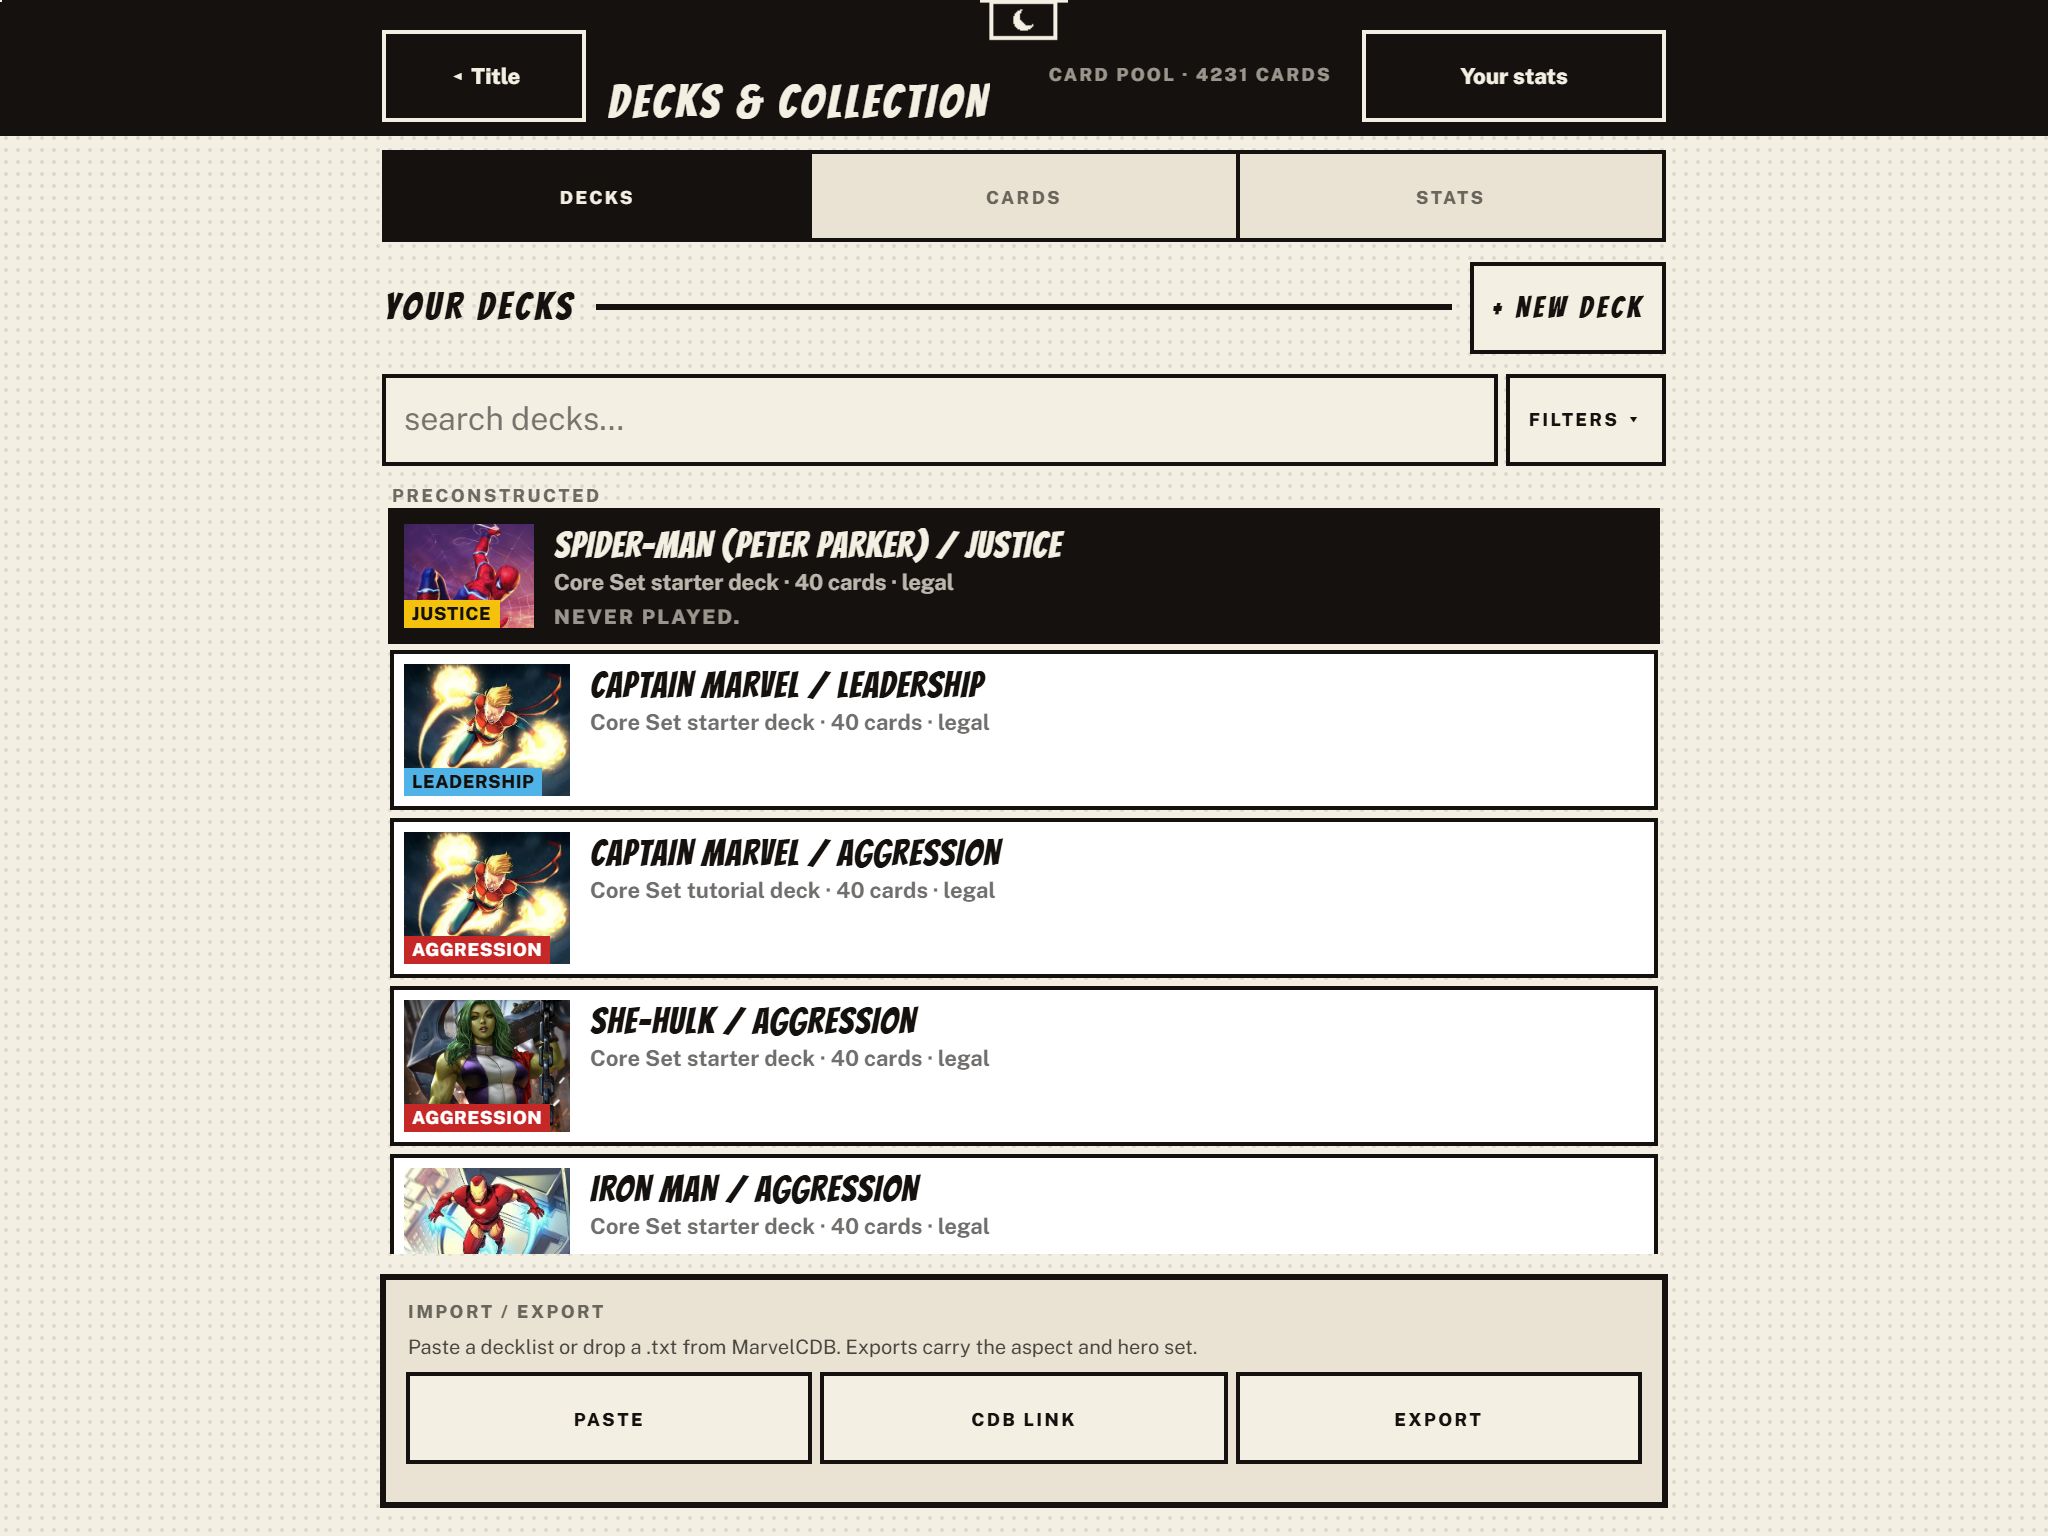 ◂ Title
DECKS & COLLECTION
CARD POOL · 4231 CARDS
Your stats
DECKS
CARDS
STATS
YOUR DECKS
+ NEW DECK
search decks...
FILTERS ▾
PRECONSTRUCTED
SPIDER-MAN (PETER PARKER) / JUSTICE
Core Set starter deck · 40 cards · legal
NEVER PLAYED.
JUSTICE
CAPTAIN MARVEL / LEADERSHIP
Core Set starter deck · 40 cards · legal
LEADERSHIP
CAPTAIN MARVEL / AGGRESSION
Core Set tutorial deck · 40 cards · legal
AGGRESSION
SHE-HULK / AGGRESSION
Core Set starter deck · 40 cards · legal
AGGRESSION
IRON MAN / AGGRESSION
Core Set starter deck · 40 cards · legal
IMPORT / EXPORT
Paste a decklist or drop a .txt from MarvelCDB. Exports carry the aspect and hero set.
PASTE
CDB LINK
EXPORT